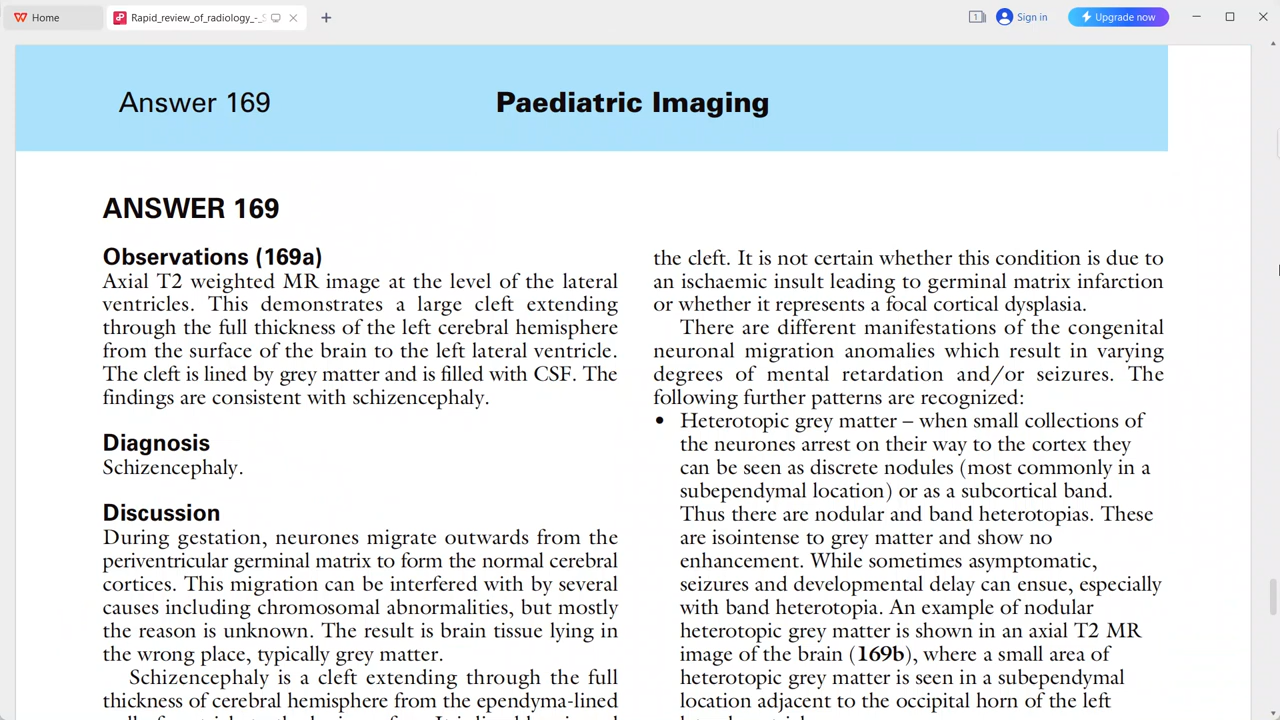 Home
Rapid_review_of_radiology_-_S
1
Sign in
Upgrade now
Answer 169
Paediatric Imaging
ANSWER 169
Observations (169a)
Axial T2 weighted MR image at the level of the lateral
ventricles. This demonstrates a large cleft extending
through the full thickness of the left cerebral hemisphere
from the surface of the brain to the left lateral ventricle.
The cleft is lined by grey matter and is filled with CSF. The
findings are consistent with schizencephaly.
Diagnosis
Schizencephaly.
Discussion
During gestation, neurones migrate outwards from the
periventricular germinal matrix to form the normal cerebral
cortices. This migration can be interfered with by several
causes including chromosomal abnormalities, but mostly
the reason is unknown. The result is brain tissue lying in
the wrong place, typically grey matter.
Schizencephaly is a cleft extending through the full
thickness of cerebral hemisphere from the ependyma-lined
the cleft. It is not certain whether this condition is due to
an ischaemic insult leading to germinal matrix infarction
or whether it represents a focal cortical dysplasia.
There are different manifestations of the congenital
neuronal migration anomalies which result in varying
degrees of mental retardation and/or seizures. The
following further patterns are recognized:
• Heterotopic grey matter – when small collections of
the neurones arrest on their way to the cortex they
can be seen as discrete nodules (most commonly in a
subependymal location) or as a subcortical band.
Thus there are nodular and band heterotopias. These
are isointense to grey matter and show no
enhancement. While sometimes asymptomatic,
seizures and developmental delay can ensue, especially
with band heterotopia. An example of nodular
heterotopic grey matter is shown in an axial T2 MR
image of the brain (169b), where a small area of
heterotopic grey matter is seen in a subependymal
location adjacent to the occipital horn of the left